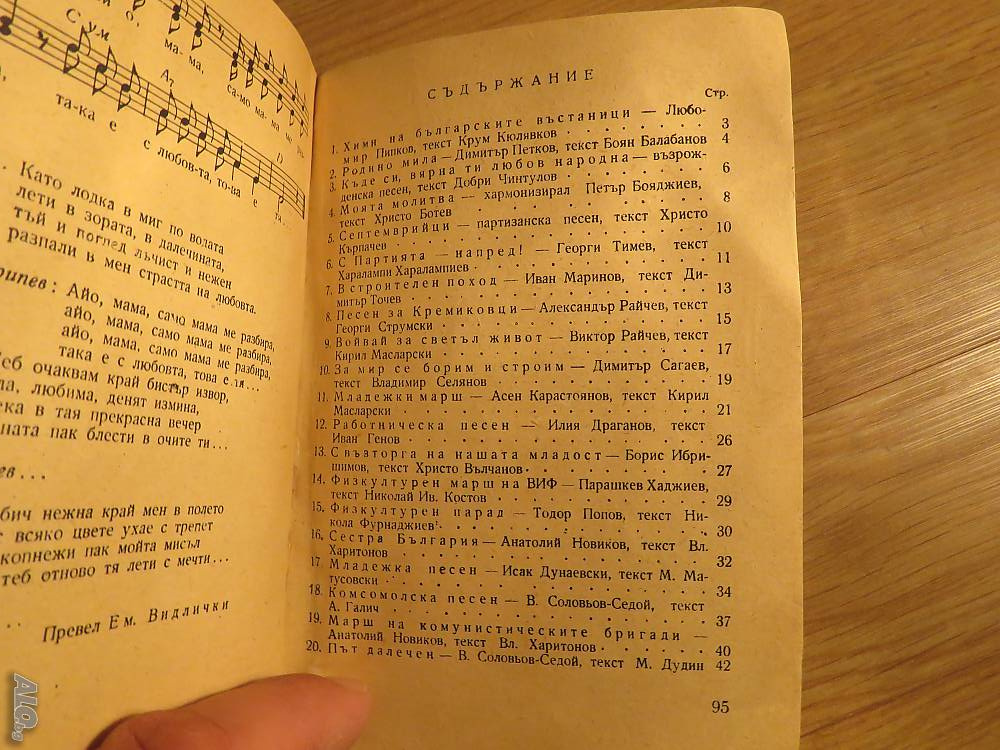 о,
ма- ма,
само ма- ма ме
Cум
A7
D
та-ка е
с любов-та, то-ва е та.
Като лодка в миг по волата
лети в зората, в далечината,
тъй и поглед лъчист и нежен
разпали в мен страстта на любовта.
Айо, мама, само мама ме разбира,
айо, мама, само мама ме разбира,
айо, мама, само мама ме разбира,
така е с любовта, това е тя...
очаквам край бистър извор,
любима, денят измина,
в тая прекрасна вечер
пак блести в очите ти...
нежна край мен в полето
всяко цвете ухае с трепет
копнежи пак мойта мисъл
теб отново тя лети с мечти...
Превел Ем. Видлички
СЪДЪРЖАНИЕ
Стр.
1. Химн на българските въстаници — Любо-
мир Пипков, текст Крум Кюлявков 3
2. Родино мила — Димитър Петков, текст Боян Балабанов 4
3. Къде си, вярна ти любов народна — възрож-
денска песен, текст Добри Чинтулов 6
4. Моята молитва — хармонизирал Петър Бояджиев,
текст Христо Ботев 8
5. Септемврийци — партизанска песен, текст Христо
Кърпачев 10
6. С Партията — напред! — Георги Тимев, текст
Харалампи Харалампиев 11
7. В строителен поход — Иван Маринов, текст Ди-
митър Точев 13
8. Песен за Кремиковци — Александър Райчев, текст
Георги Струмски 15
9. Войвай за светъл живот — Виктор Райчев, текст
Кирил Масларски 17
10. За мир се борим и строим — Димитър Сагаев,
текст Владимир Селянов 19
11. Младежки марш — Асен Карастоянов, текст Кирил
Масларски 21
12. Работническа песен — Илия Драганов, текст
Иван Генов 26
13. С възторга на нашата младост — Борис Ибри-
шимов, текст Христо Вълчанов 27
14. Физкултурен марш на ВИФ — Парашкев Хаджиев,
текст Николай Ив. Костов 29
15. Физкултурен парад — Тодор Попов, текст Ни-
кола Фурнаджиев 30
16. Сестра България — Анатолий Новиков, текст Вл.
Харитонов 32
17. Младежка песен — Исак Дунаевски, текст М. Ма-
тусовски 34
18. Комсомолска песен — В. Соловьов-Седой, текст
А. Галич 37
19. Марш на комунистическите бригади —
Анатолий Новиков, текст Вл. Харитонов 40
20. Път далечен — В. Соловьов-Седой, текст М. Дудин 42
95
ALO.bg